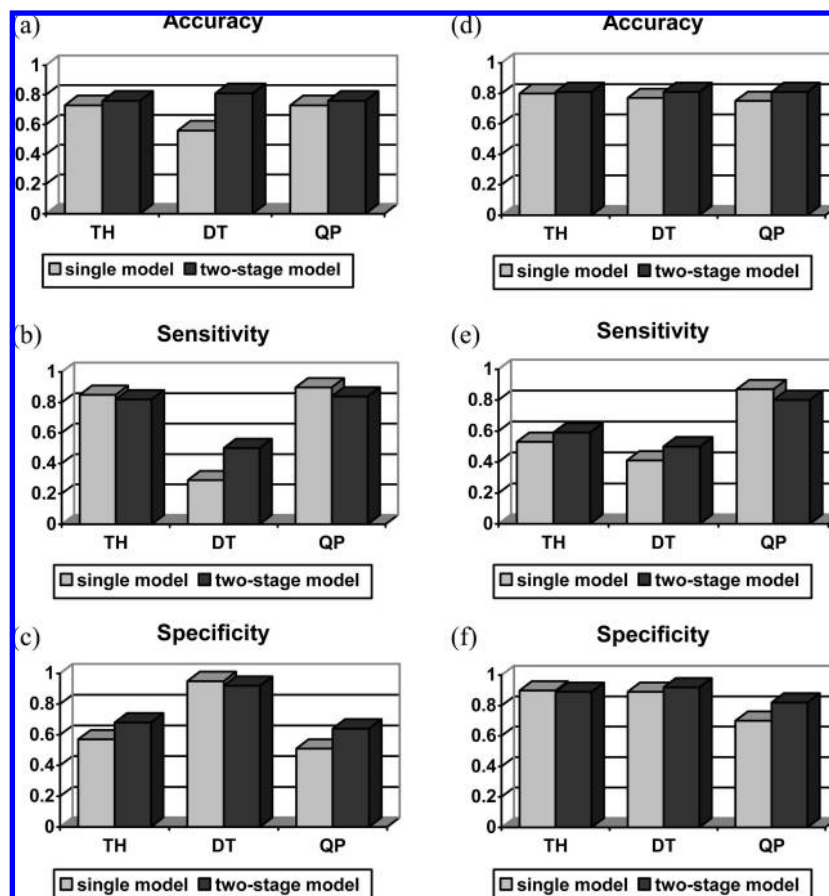 (a) Accuracy
1
0.8
0.6
0.4
0.2
0
TH DT QP
single model two-stage model
(b) Sensitivity
1
0.8
0.6
0.4
0.2
0
TH DT QP
single model two-stage model
(c) Specificity
1
0.8
0.6
0.4
0.2
0
TH DT QP
single model two-stage model
(d) Accuracy
1
0.8
0.6
0.4
0.2
0
TH DT QP
single model two-stage model
(e) Sensitivity
1
0.8
0.6
0.4
0.2
0
TH DT QP
single model two-stage model
(f) Specificity
1
0.8
0.6
0.4
0.2
0
TH DT QP
single model two-stage model